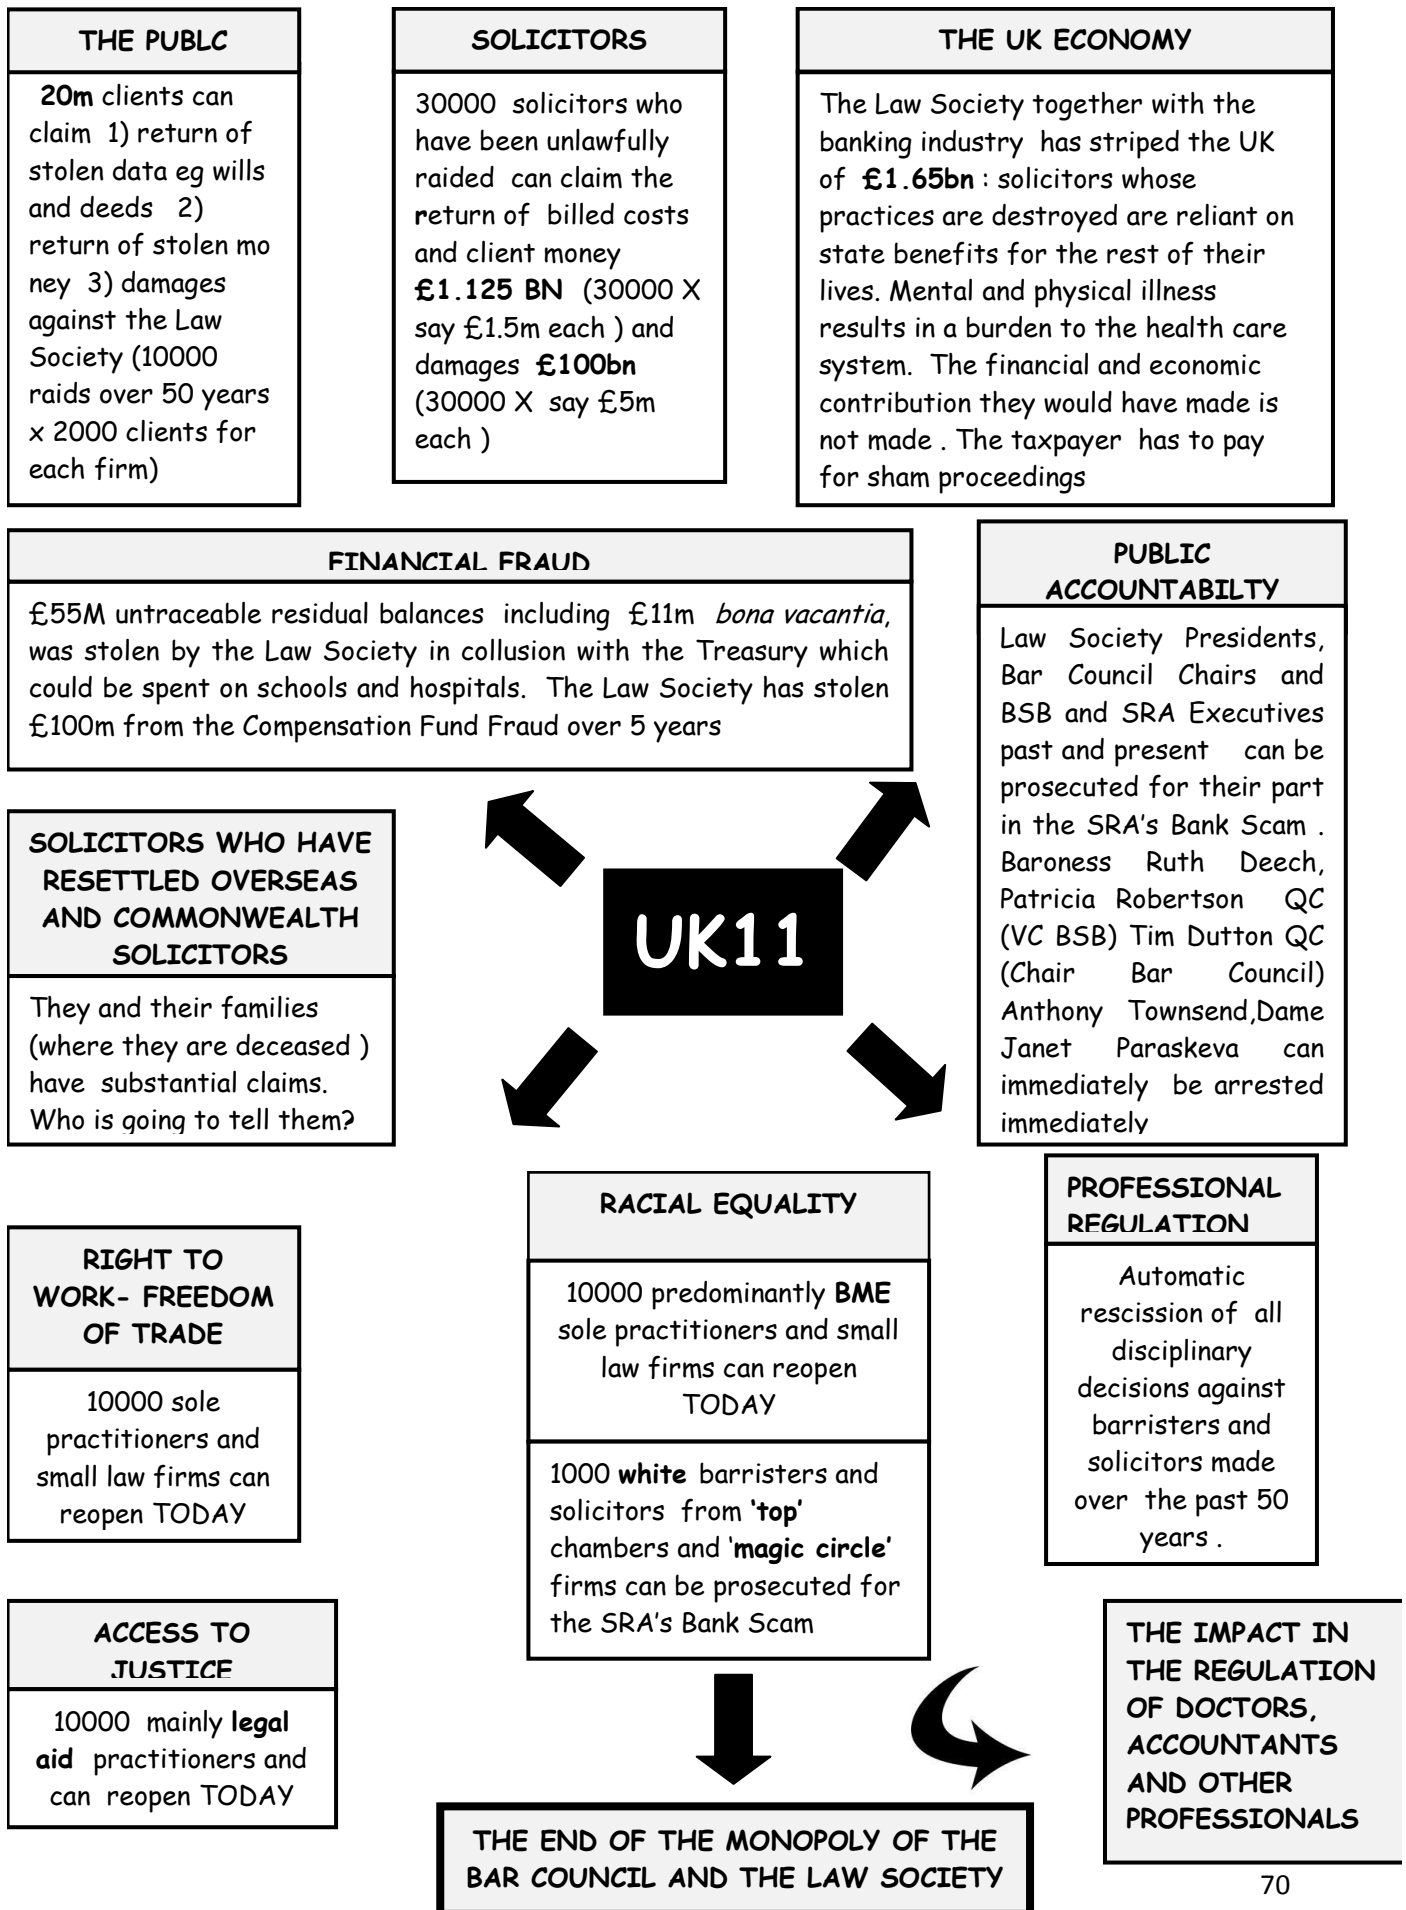 THE PUBLC
20m clients can
claim 1) return of
stolen data eg wills
and deeds 2)
return of stolen mo
ney 3) damages
against the Law
Society (10000
raids over 50 years
x 2000 clients for
each firm)
SOLICITORS
30000 solicitors who
have been unlawfully
raided can claim the
return of billed costs
and client money
£1.125 BN (30000 X
say £1.5m each ) and
damages £100bn
(30000 X say £5m
each )
THE UK ECONOMY
The Law Society together with the
banking industry has striped the UK
of £1.65bn : solicitors whose
practices are destroyed are reliant on
state benefits for the rest of their
lives. Mental and physical illness
results in a burden to the health care
system. The financial and economic
contribution they would have made is
not made . The taxpayer has to pay
for sham proceedings
FINANCIAL FRAUD
£55M untraceable residual balances including £11m bona vacantia,
was stolen by the Law Society in collusion with the Treasury which
could be spent on schools and hospitals. The Law Society has stolen
£100m from the Compensation Fund Fraud over 5 years
PUBLIC
ACCOUNTABILTY
Law Society Presidents,
Bar Council Chairs and
BSB and SRA Executives
past and present can be
prosecuted for their part
in the SRA's Bank Scam .
Baroness Ruth Deech,
Patricia Robertson QC
(VC BSB) Tim Dutton QC
(Chair Bar Council)
Anthony Townsend,Dame
Janet Paraskeva can
immediately be arrested
immediately
SOLICITORS WHO HAVE
RESETTLED OVERSEAS
AND COMMONWEALTH
SOLICITORS
They and their families
(where they are deceased )
have substantial claims.
Who is going to tell them?
UK11
RACIAL EQUALITY
10000 predominantly BME
sole practitioners and small
law firms can reopen
TODAY
1000 white barristers and
solicitors from ‘top’
chambers and ‘magic circle’
firms can be prosecuted for
the SRA's Bank Scam
PROFESSIONAL
REGULATION
Automatic
rescission of all
disciplinary
decisions against
barristers and
solicitors made
over the past 50
years .
RIGHT TO
WORK- FREEDOM
OF TRADE
10000 sole
practitioners and
small law firms can
reopen TODAY
ACCESS TO
JUSTICE
10000 mainly legal
aid practitioners and
can reopen TODAY
THE IMPACT IN
THE REGULATION
OF DOCTORS,
ACCOUNTANTS
AND OTHER
PROFESSIONALS
THE END OF THE MONOPOLY OF THE
BAR COUNCIL AND THE LAW SOCIETY
70